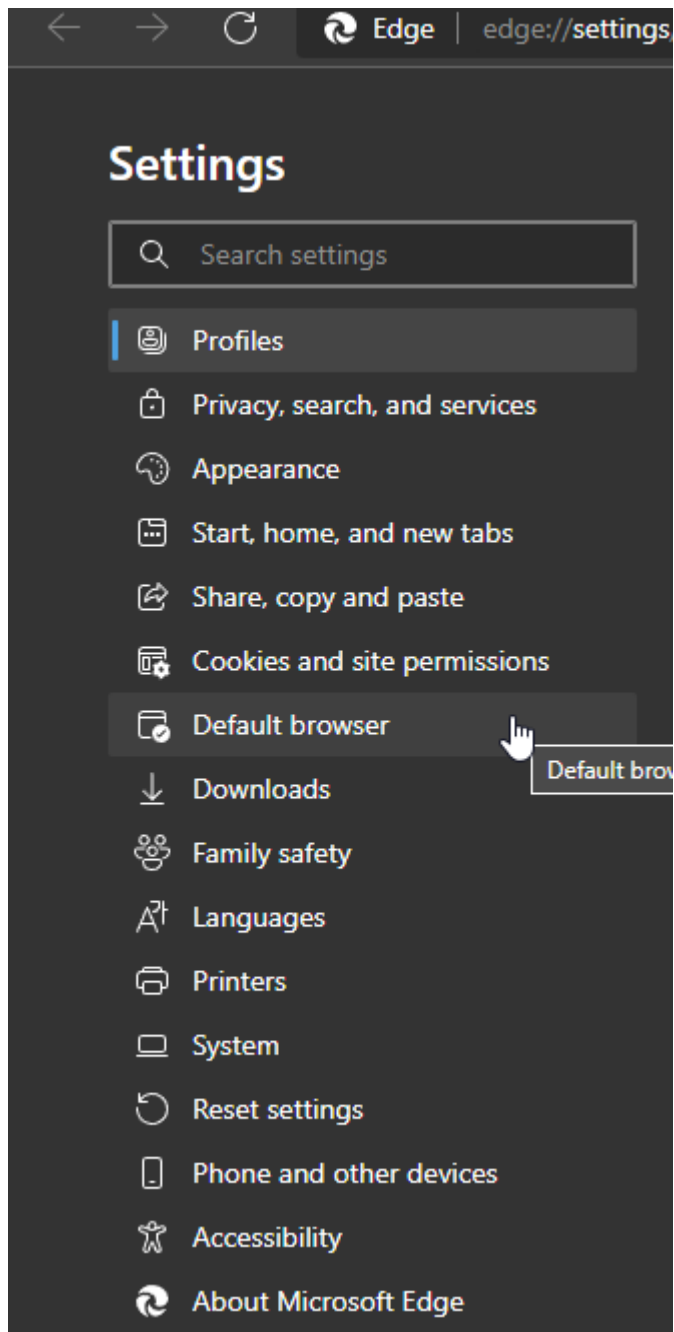 Edge | edge://settings/
Settings
Search settings
Profiles
Privacy, search, and services
Appearance
Start, home, and new tabs
Share, copy and paste
Cookies and site permissions
Default browser
Default brow
Downloads
Family safety
Languages
Printers
System
Reset settings
Phone and other devices
Accessibility
About Microsoft Edge